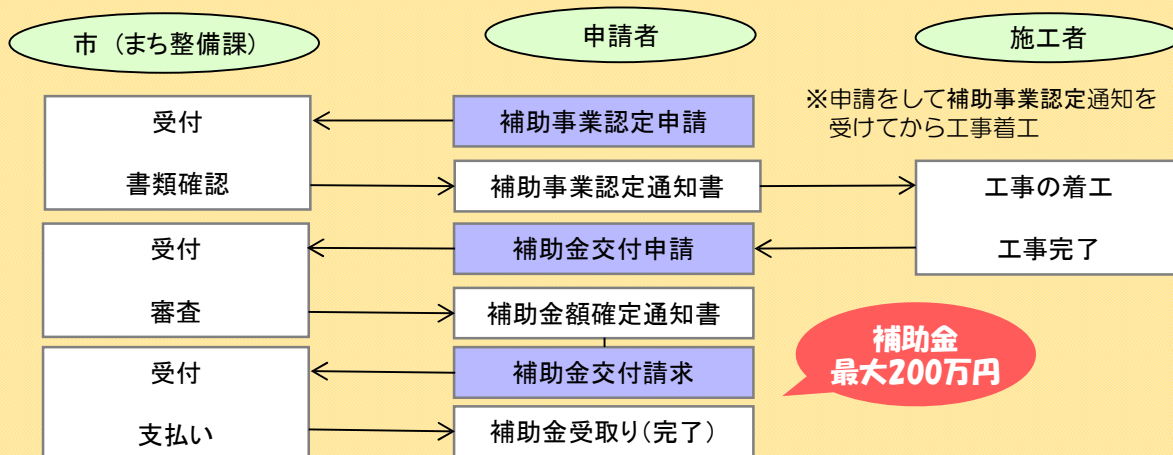 市（まち整備課）
申請者
施工者
※申請をして補助事業認定通知を
受けてから工事着工
受付
補助事業認定申請
書類確認
補助事業認定通知書
工事の着工
受付
補助金交付申請
工事完了
審査
補助金額確定通知書
補助金
最大200万円
受付
補助金交付請求
支払い
補助金受取り（完了）